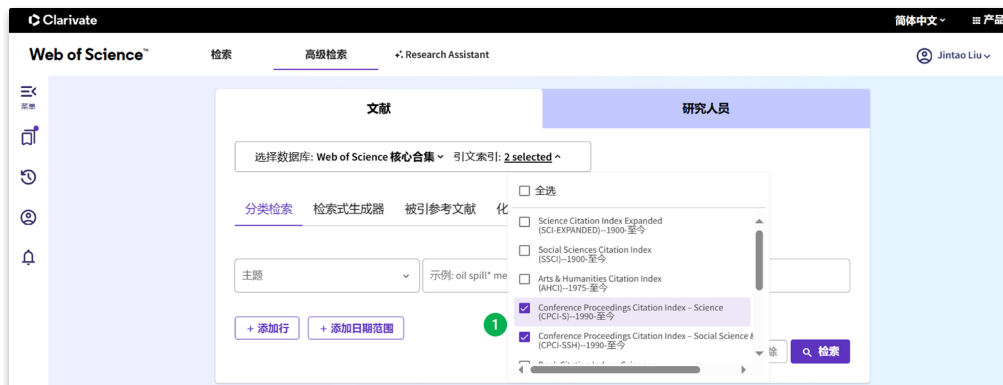 Clarivate 简体中文 产品
Web of Science™ 检索 高级检索 Research Assistant Jintao Liu
菜单
文献 研究人员
选择数据库: Web of Science 核心合集 引文索引: 2 selected
全选
分类检索 检索式生成器 被引参考文献 化
Science Citation Index Expanded
(SCI-EXPANDED)--1900-至今
Social Sciences Citation Index
(SSCI)--1900-至今
主题 示例: oil spill* me
Arts & Humanities Citation Index
(AHCI)--1975-至今
Conference Proceedings Citation Index – Science
(CPCI-S)--1990-至今
+ 添加行 + 添加日期范围 1
Conference Proceedings Citation Index – Social Science &
(CPCI-SSH)--1990-至今
除 检索